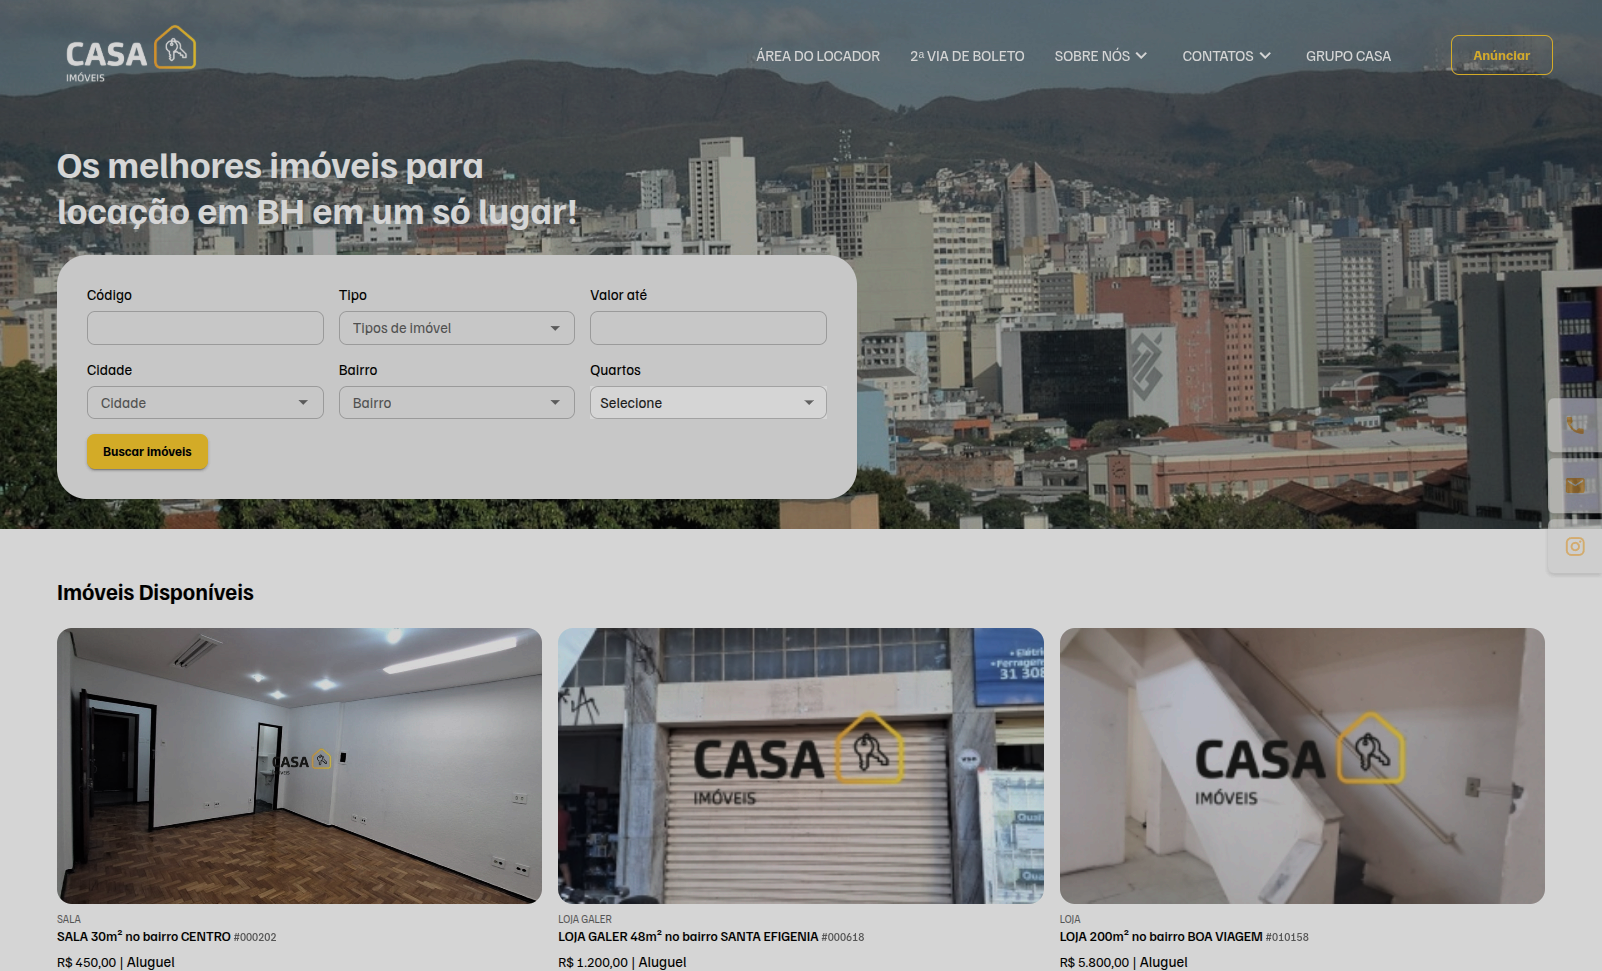 CASA
IMÓVEIS
ÁREA DO LOCADOR
2ª VIA DE BOLETO
SOBRE NÓS
CONTATOS
GRUPO CASA
Anúnciar
Os melhores imóveis para
locação em BH em um só lugar!
Código
Tipo
Valor até
Tipos de imóvel
Cidade
Bairro
Quartos
Cidade
Bairro
Selecione
Buscar imóveis
Imóveis Disponíveis
CASA
CASA
IMÓVEIS
31 308
CASA
IMÓVEIS
SALA
SALA 30m² no bairro CENTRO #000202
R$ 450,00 | Aluguel
LOJA GALER
LOJA GALER 48m² no bairro SANTA EFIGENIA #000618
R$ 1.200,00 | Aluguel
LOJA
LOJA 200m² no bairro BOA VIAGEM #010158
R$ 5.800,00 | Aluguel